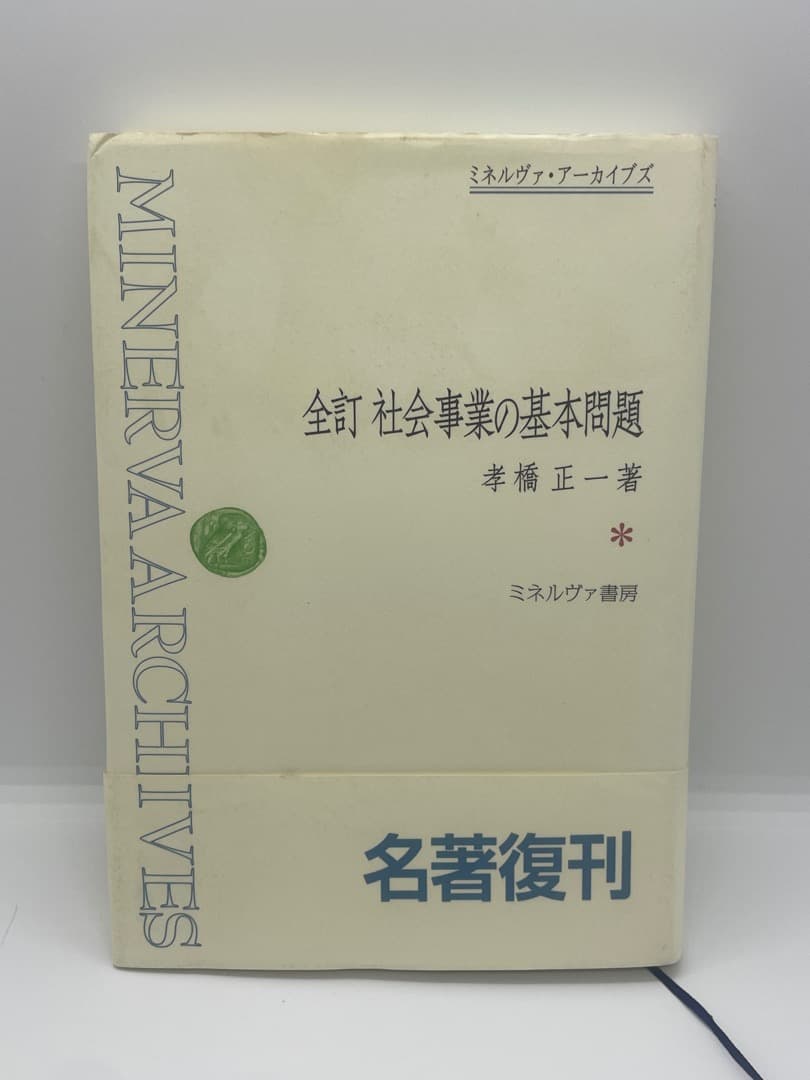 ミネルヴァ・アーカイブズ
MINERVA ARCHIVES
全訂 社会事業の基本問題
孝橋正一著
*
ミネルヴァ書房
名著復刊